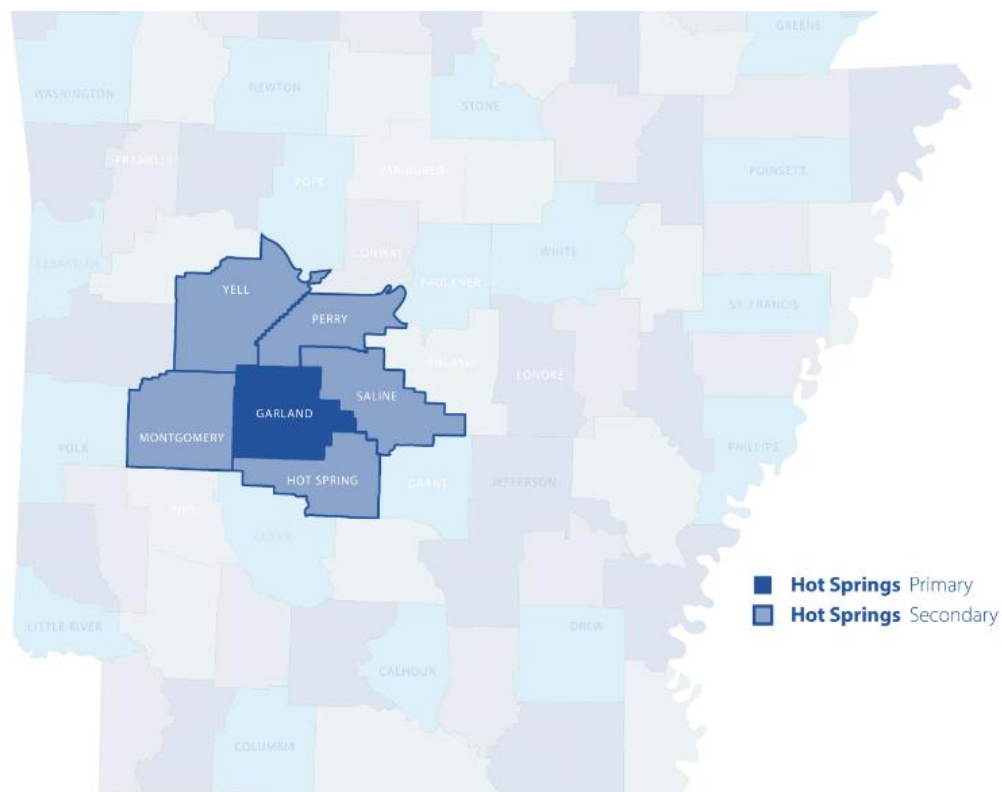 GREENE
WASHINGTON
NEWTON
STONE
FRANKLIN
POPE
VAN BUREN
POINSETT
CONWAY
WHITE
SEBASTIAN
FAULKNER
YELL
ST. FRANCIS
PERRY
PULASKI
LONOKE
SALINE
GARLAND
MONTGOMERY
POLK
PHILLIPS
HOT SPRING
GRANT
JEFFERSON
PIKE
CLARK
Hot Springs Primary
Hot Springs Secondary
LITTLE RIVER
DREW
CALHOUN
COLUMBIA